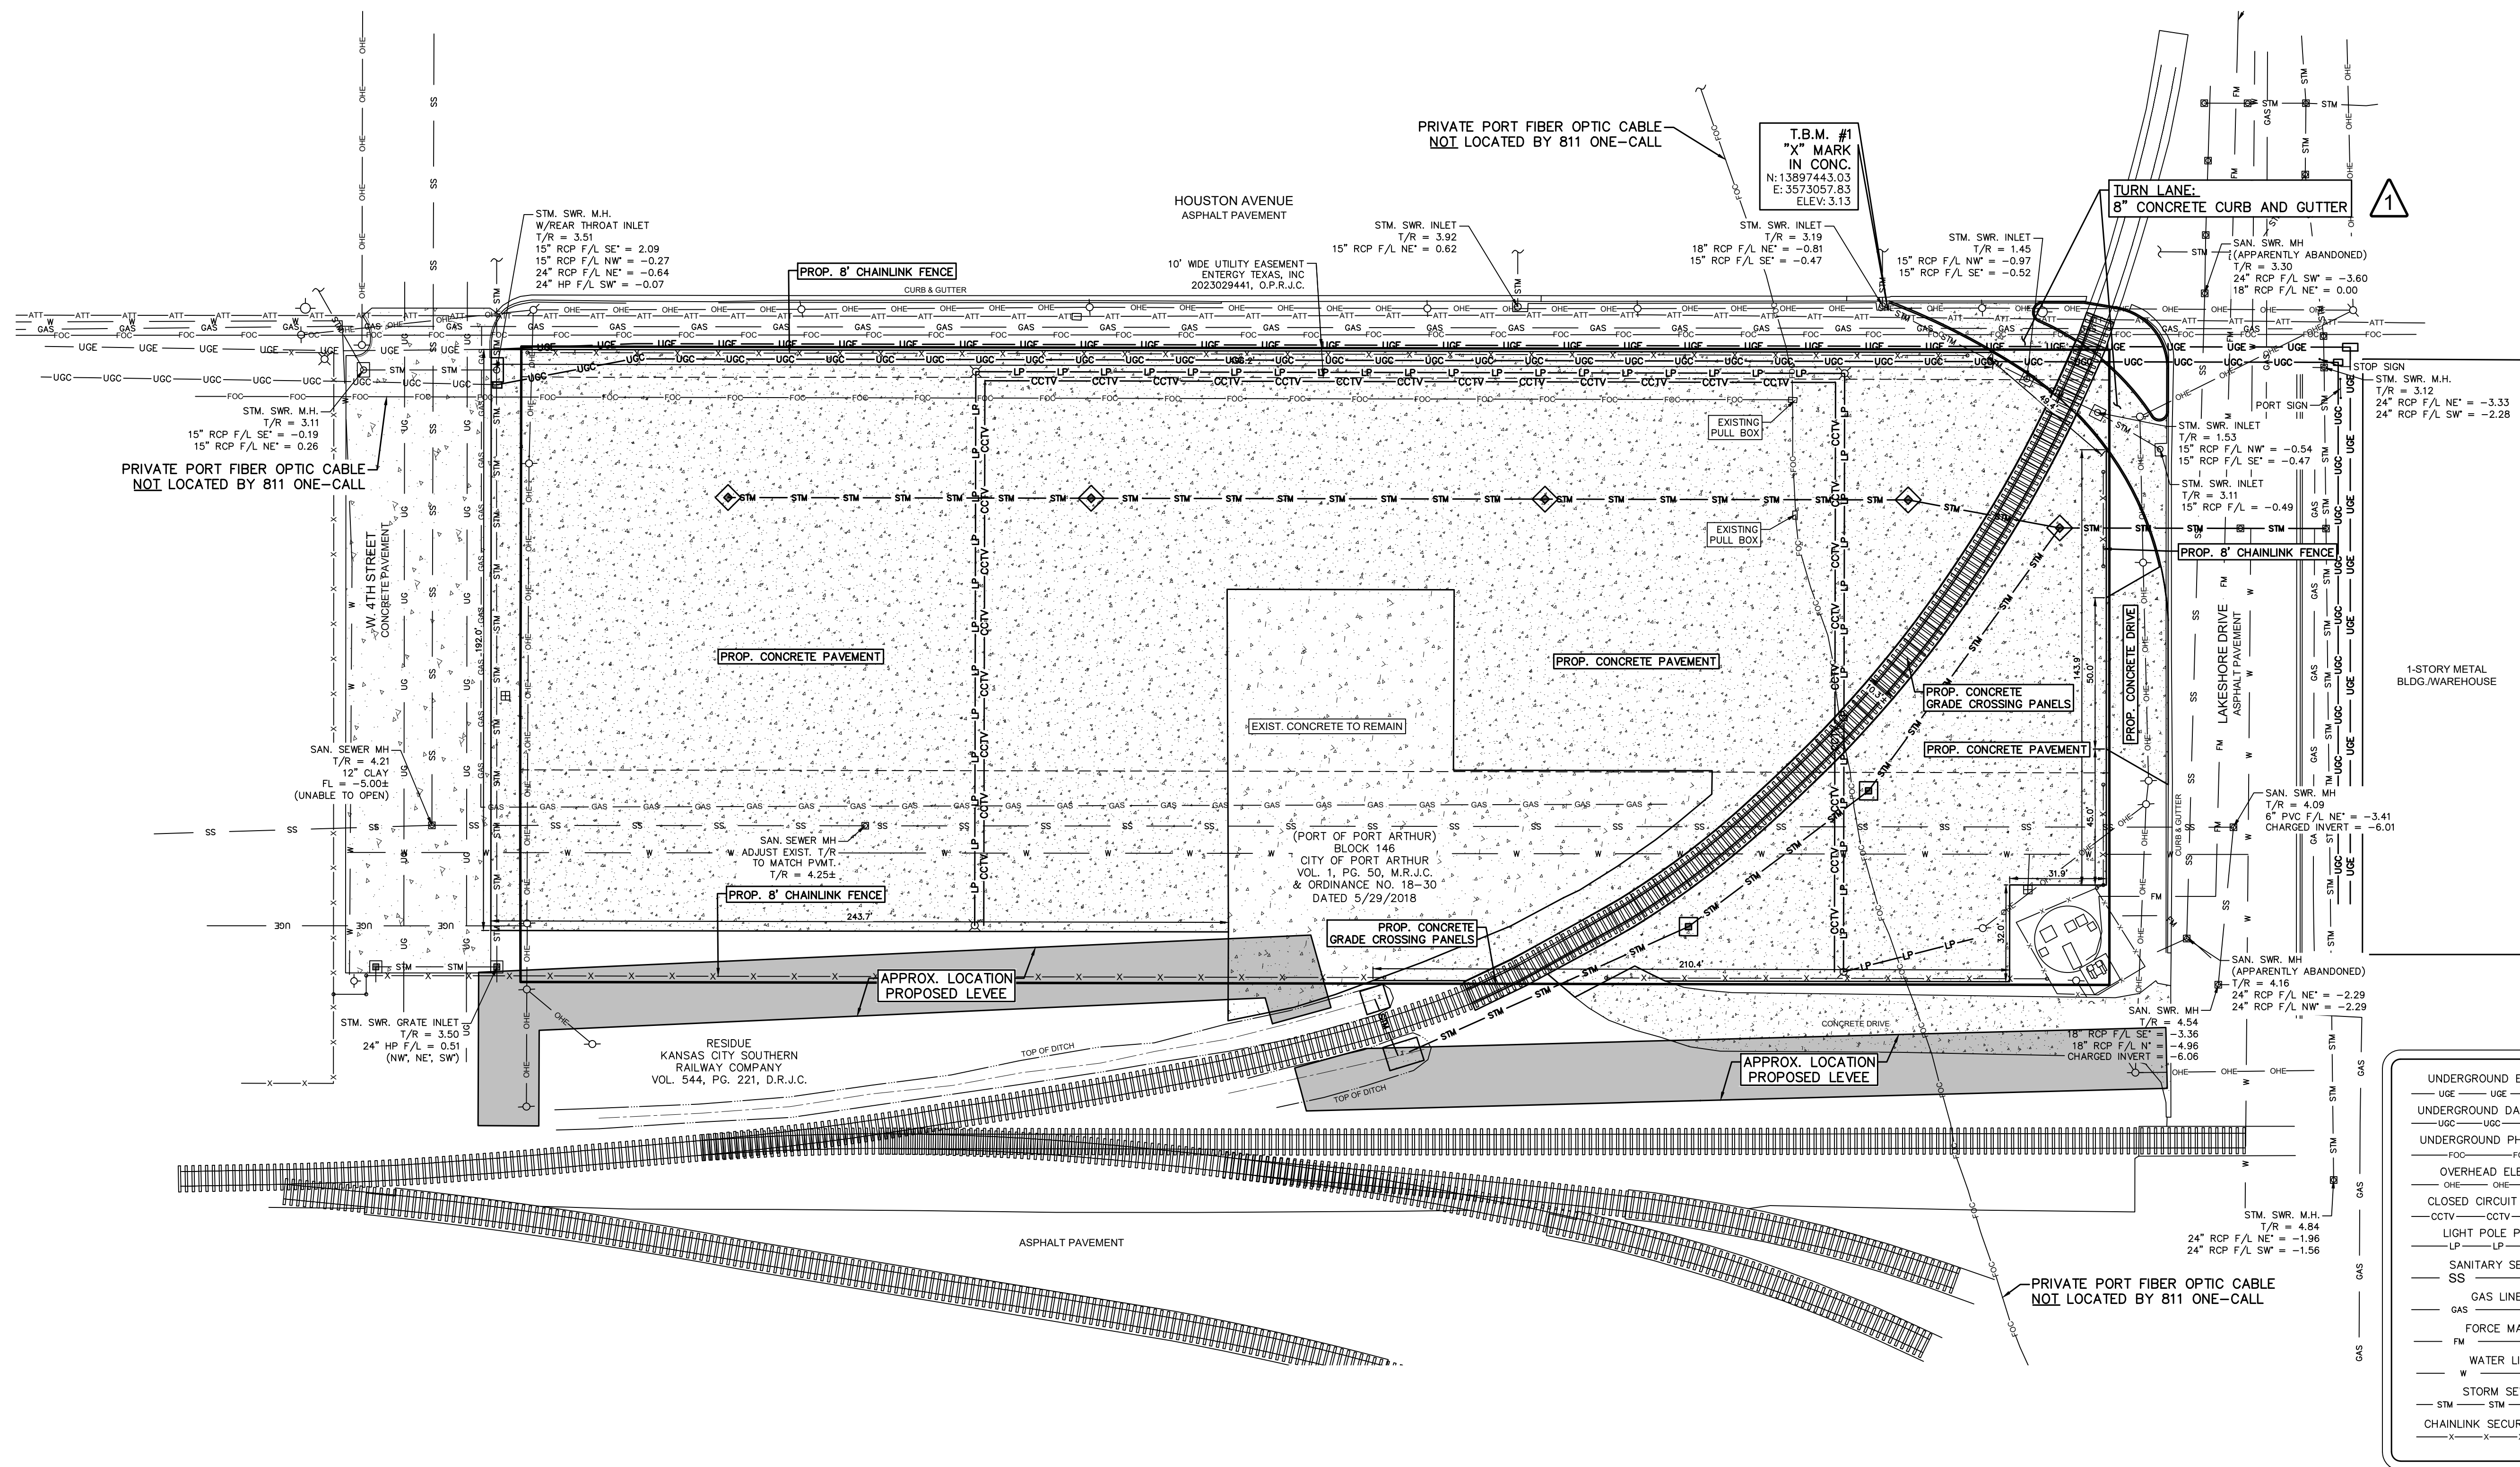 PRIVATE PORT FIBER OPTIC CABLE
NOT LOCATED BY 811 ONE-CALL
T.B.M. #1
"X" MARK
IN CONC.
N:13897443.03
E: 3573057.83
ELEV: 3.13
TURN LANE:
8" CONCRETE CURB AND GUTTER
1
HOUSTON AVENUE
ASPHALT PAVEMENT
STM. SWR. M.H.
W/REAR THROAT INLET
T/R = 3.51
15" RCP F/L SE' = 2.09
15" RCP F/L NW' = -0.27
24" RCP F/L NE' = -0.64
24" HP F/L SW' = -0.07
PROP. 8' CHAINLINK FENCE
CURB & GUTTER
10' WIDE UTILITY EASEMENT
ENTERGY TEXAS, INC
2023029441, O.P.R.J.C.
STM. SWR. INLET
T/R = 3.92
15" RCP F/L NE' = 0.62
STM. SWR. INLET
T/R = 3.19
18" RCP F/L NE' = -0.81
15" RCP F/L SE' = -0.47
STM. SWR. INLET
T/R = 1.45
15" RCP F/L NW' = -0.97
15" RCP F/L SE' = -0.52
SAN. SWR. MH
(APPARENTLY ABANDONED)
T/R = 3.30
24" RCP F/L SW' = -3.60
18" RCP F/L NE' = 0.00
STOP SIGN
STM. SWR. M.H.
T/R = 3.12
24" RCP F/L NE' = -3.33
24" RCP F/L SW' = -2.28
PORT SIGN
STM. SWR. INLET
T/R = 1.53
15" RCP F/L NW' = -0.54
15" RCP F/L SE' = -0.47
STM. SWR. INLET
T/R = 3.11
15" RCP F/L = -0.49
STM. SWR. M.H.
T/R = 3.11
15" RCP F/L SE' = -0.19
15" RCP F/L NE' = 0.26
PRIVATE PORT FIBER OPTIC CABLE
NOT LOCATED BY 811 ONE-CALL
EXISTING
PULL BOX
EXISTING
PULL BOX
PROP. 8' CHAINLINK FENCE
W. 4TH STREET
CONCRETE PAVEMENT
192.0'
PROP. CONCRETE PAVEMENT
PROP. CONCRETE PAVEMENT
EXIST. CONCRETE TO REMAIN
10.3'
PROP. CONCRETE
GRADE CROSSING PANELS
143.9'
50.0'
45.0'
PROP. CONCRETE DRIVE
LAKESHORE DRIVE
ASPHALT PAVEMENT
1-STORY METAL
BLDG./WAREHOUSE
PROP. CONCRETE PAVEMENT
SAN. SEWER MH
T/R = 4.21
12" CLAY
FL = -5.00±
(UNABLE TO OPEN)
SAN. SEWER MH
ADJUST EXIST. T/R
TO MATCH PVMT.
T/R = 4.25±
(PORT OF PORT ARTHUR)
BLOCK 146
CITY OF PORT ARTHUR
VOL. 1, PG. 50, M.R.J.C.
& ORDINANCE NO. 18-30
DATED 5/29/2018
SAN. SWR. MH
T/R = 4.09
6" PVC F/L NE' = -3.41
CHARGED INVERT = -6.01
CURB & GUTTER
PROP. 8' CHAINLINK FENCE
243.7'
PROP. CONCRETE
GRADE CROSSING PANELS
31.9'
32.0'
210.4'
APPROX. LOCATION
PROPOSED LEVEE
SAN. SWR. MH
(APPARENTLY ABANDONED)
T/R = 4.16
24" RCP F/L NE' = -2.29
24" RCP F/L NW' = -2.29
SAN. SWR. MH
T/R = 4.54
18" RCP F/L SE' = -3.36
18" RCP F/L N' = -4.96
CHARGED INVERT = -6.06
STM. SWR. GRATE INLET
T/R = 3.50
24" HP F/L = 0.51
(NW', NE', SW')
RESIDUE
KANSAS CITY SOUTHERN
RAILWAY COMPANY
VOL. 544, PG. 221, D.R.J.C.
TOP OF DITCH
TOP OF DITCH
CONCRETE DRIVE
APPROX. LOCATION
PROPOSED LEVEE
ASPHALT PAVEMENT
STM. SWR. M.H.
T/R = 4.84
24" RCP F/L NE' = -1.96
24" RCP F/L SW' = -1.56
PRIVATE PORT FIBER OPTIC CABLE
NOT LOCATED BY 811 ONE-CALL
UNDERGROUND E
UGE UGE
UNDERGROUND DA
UGC UGC
UNDERGROUND PH
FOC
OVERHEAD ELE
OHE OHE
CLOSED CIRCUIT
CCTV CCTV
LIGHT POLE P
LP LP
SANITARY SE
SS
GAS LINE
GAS
FORCE MA
FM
WATER LI
W
STORM SE
STM STM
CHAINLINK SECUR
X X